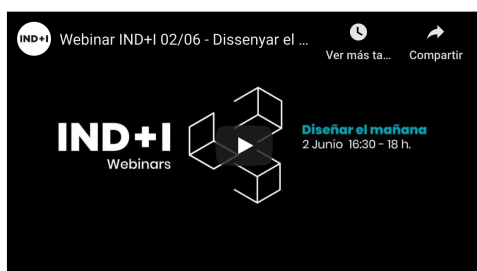 IND+I
Webinar IND+I 02/06 - Dissenyar el ...
Ver más ta...
Compartir
IND+I
Webinars
Diseñar el mañana
2 Junio 16:30 - 18 h.